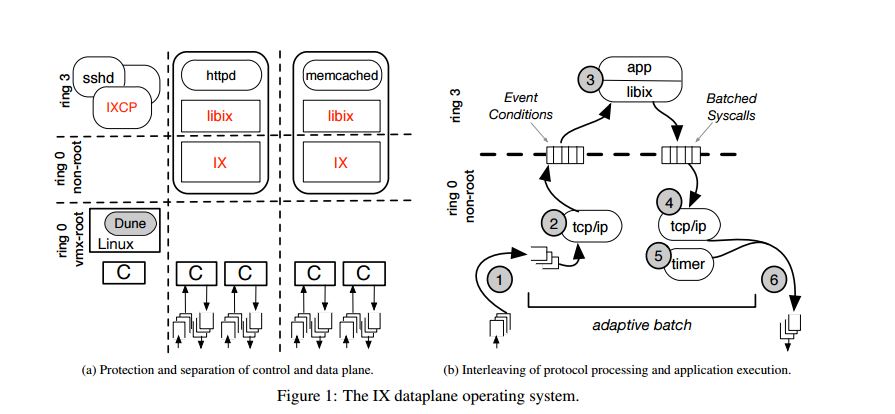 ring 3
sshd
IXCP
httpd
libix
memcached
libix
ring 0
non-root
IX
IX
ring 0
vmx-root
Dune
Linux
C
C
C
C
C
(a) Protection and separation of control and data plane.
ring 3
3
app
libix
Event
Conditions
Batched
Syscalls
ring 0
non-root
2
tcp/ip
4
tcp/ip
5
timer
1
6
adaptive batch
(b) Interleaving of protocol processing and application execution.
Figure 1: The IX dataplane operating system.